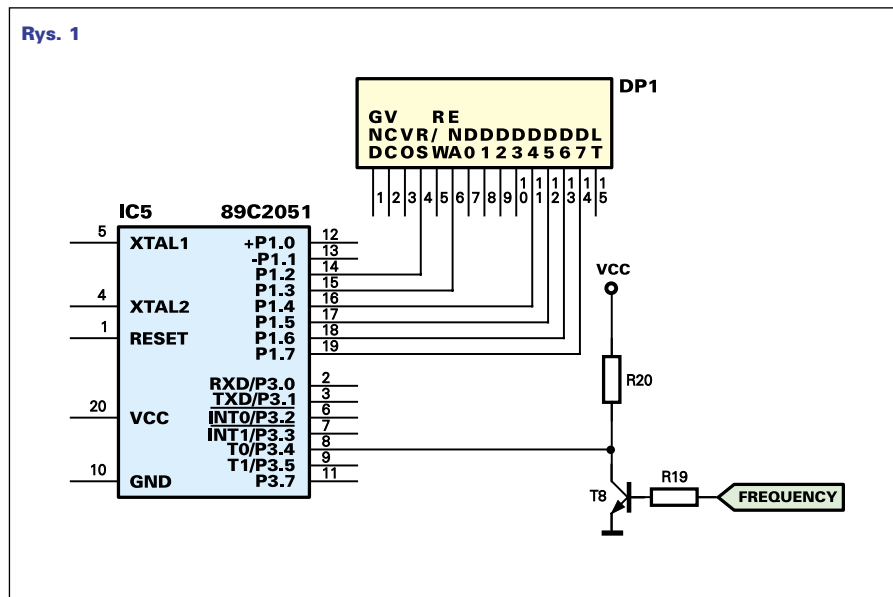 Rys. 1
DP1
GV RE
NCVR/ NDDDDDDDDL
DCOSWA01234567T
1 2 3 4 5 6 7 8 9 10 11 12 13 14 15
IC5 89C2051
5 XTAL1 +P1.0 12
-P1.1 13
P1.2 14
P1.3 15
4 XTAL2 P1.4 16
P1.5 17
1 RESET P1.6 18
P1.7 19
RXD/P3.0 2
TXD/P3.1 3
20 VCC INT0/P3.2 6
INT1/P3.3 7
T0/P3.4 8
T1/P3.5 9
10 GND P3.7 11
VCC
R20
R19
T8
FREQUENCY